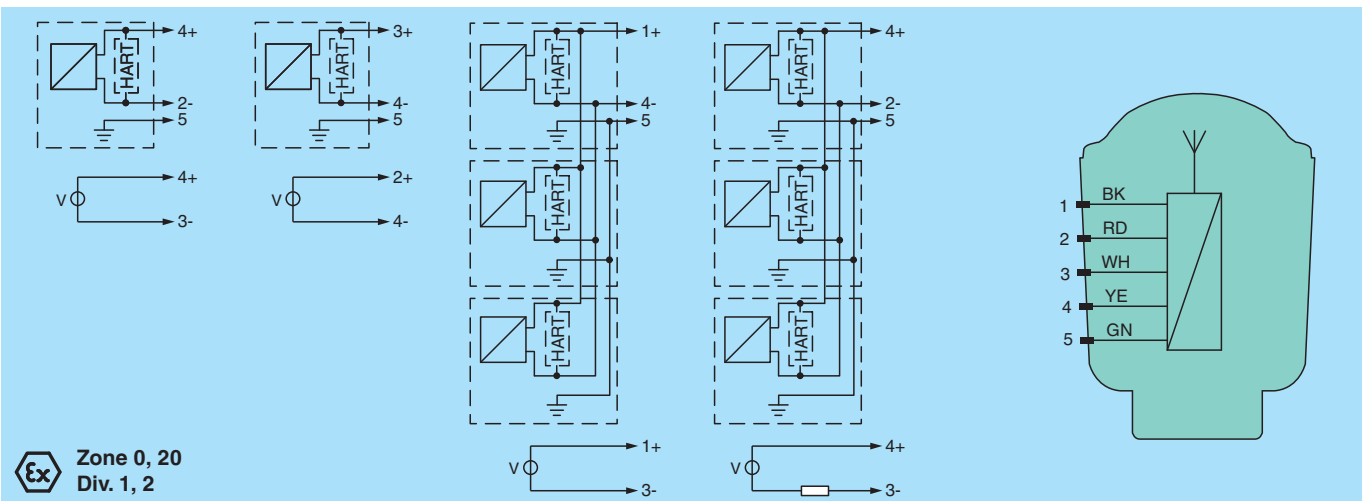 HART
4+
2-
5
V
4+
3-
HART
3+
4-
5
V
2+
4-
HART
1+
4-
5
HART
HART
V
1+
3-
HART
4+
2-
5
HART
HART
V
4+
3-
1 BK
2 RD
3 WH
4 YE
5 GN
Ex
Zone 0, 20
Div. 1, 2